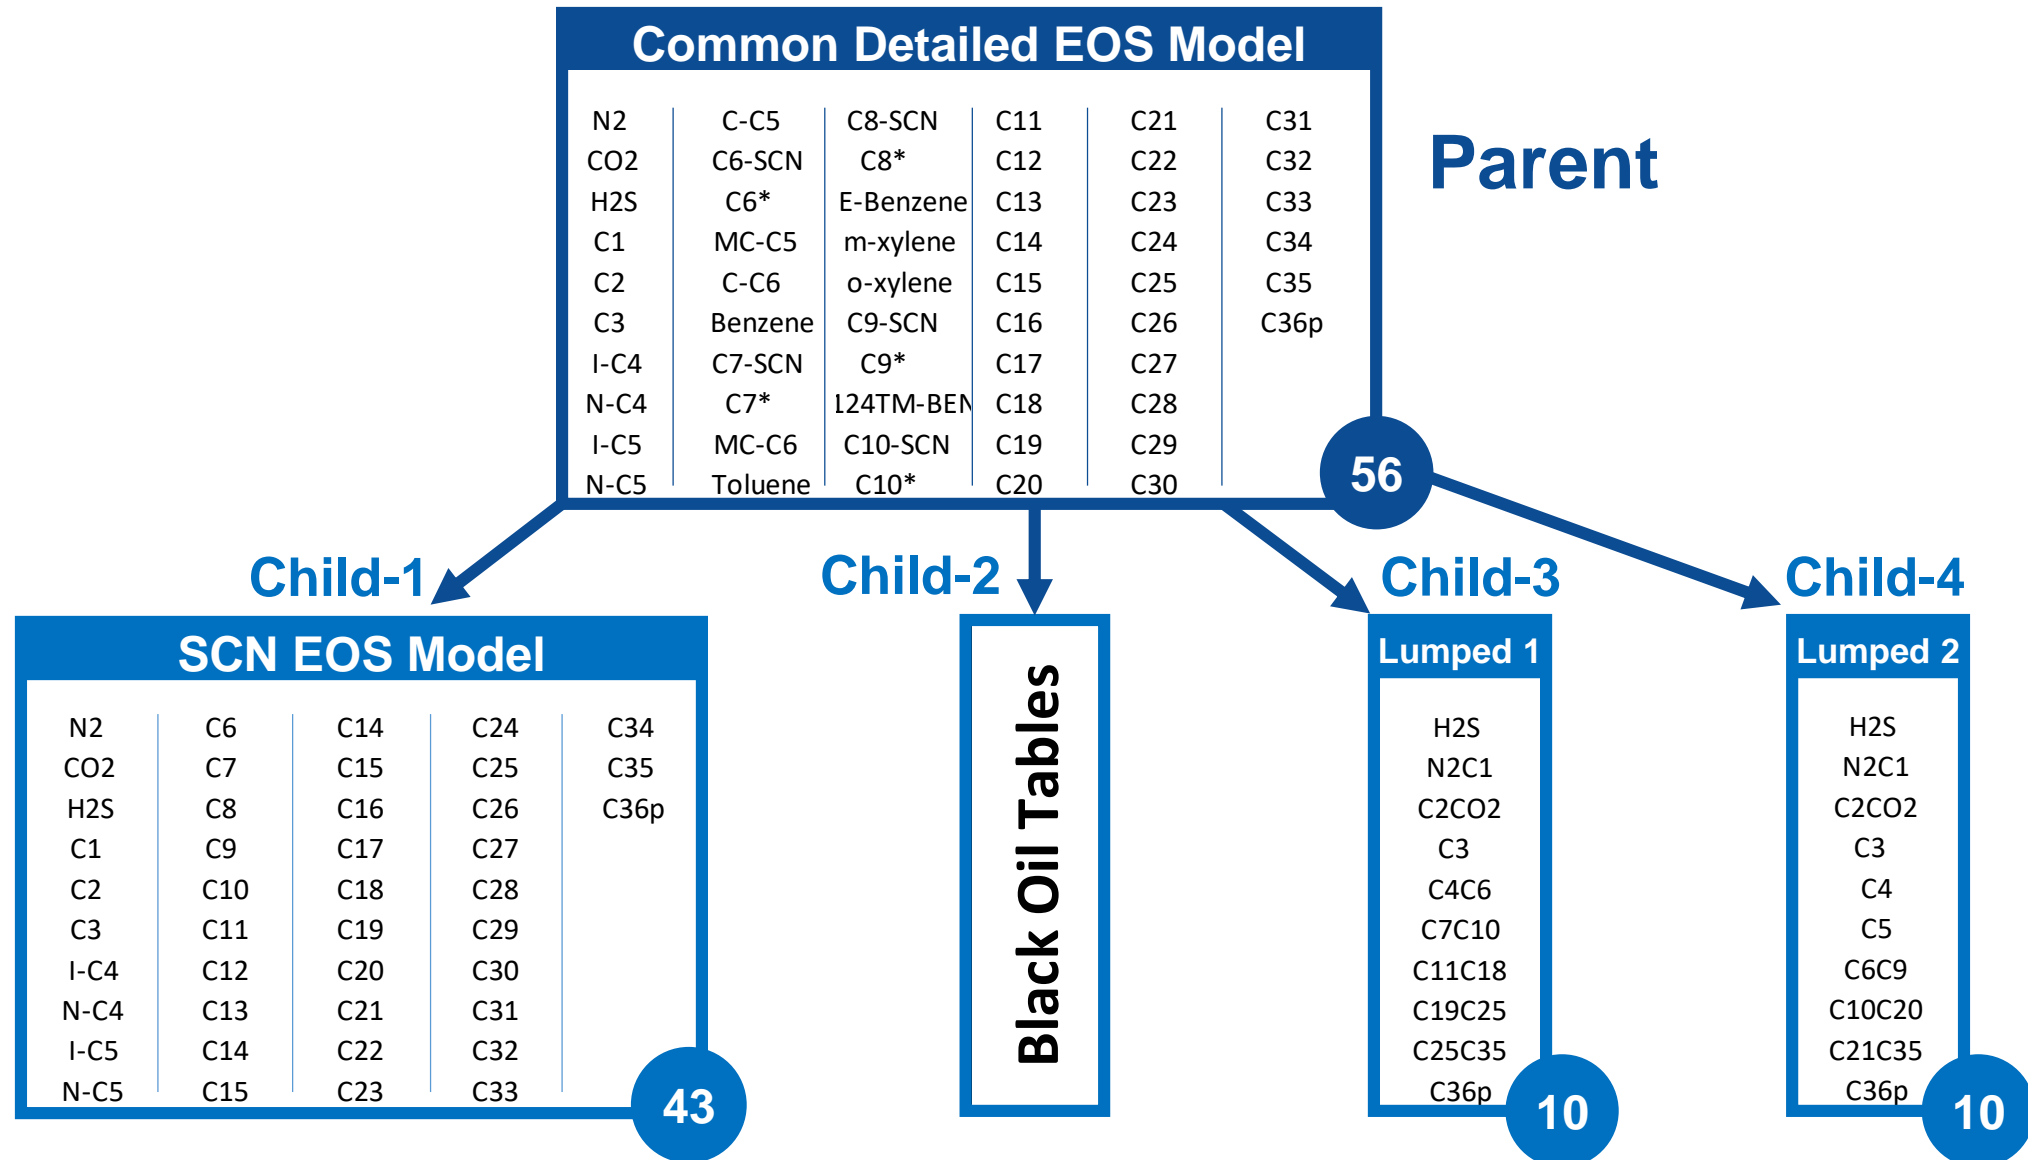 Common Detailed EOS Model
N2 C-C5 C8-SCN C11 C21 C31
CO2 C6-SCN C8* C12 C22 C32
H2S C6* E-Benzene C13 C23 C33
C1 MC-C5 m-xylene C14 C24 C34
C2 C-C6 o-xylene C15 C25 C35
C3 Benzene C9-SCN C16 C26 C36p
I-C4 C7-SCN C9* C17 C27
N-C4 C7* 124TM-BEN C18 C28
I-C5 MC-C6 C10-SCN C19 C29
N-C5 Toluene C10* C20 C30
56
Parent
Child-1
SCN EOS Model
N2 C6 C14 C24 C34
CO2 C7 C15 C25 C35
H2S C8 C16 C26 C36p
C1 C9 C17 C27
C2 C10 C18 C28
C3 C11 C19 C29
I-C4 C12 C20 C30
N-C4 C13 C21 C31
I-C5 C14 C22 C32
N-C5 C15 C23 C33
43
Child-2
Black Oil Tables
Child-3
Lumped 1
H2S
N2C1
C2CO2
C3
C4C6
C7C10
C11C18
C19C25
C25C35
C36p
10
Child-4
Lumped 2
H2S
N2C1
C2CO2
C3
C4
C5
C6C9
C10C20
C21C35
C36p
10